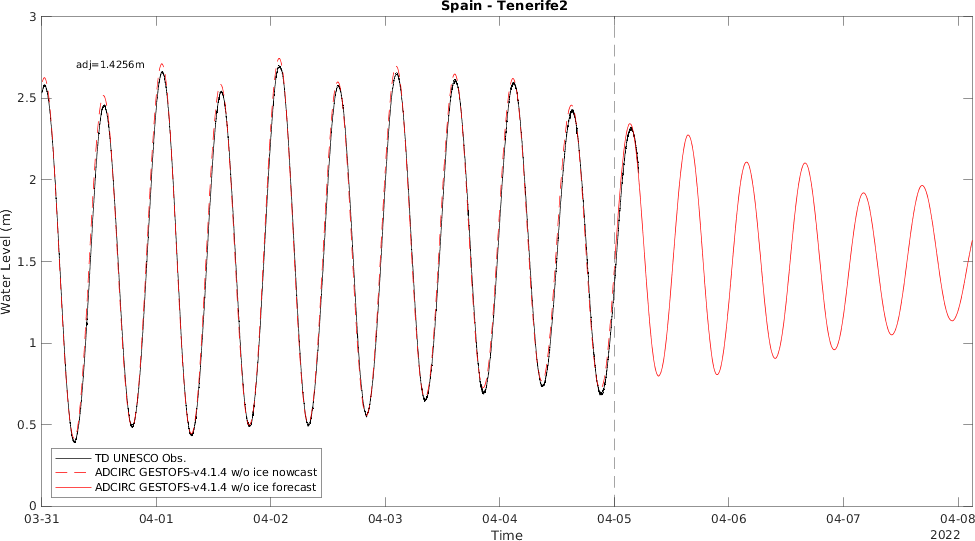 Spain - Tenerife2
adj=1.4256m
3
2.5
2
1.5
1
0.5
0
Water Level (m)
TD UNESCO Obs.
ADCIRC GESTOFS-v4.1.4 w/o ice nowcast
ADCIRC GESTOFS-v4.1.4 w/o ice forecast
03-31 04-01 04-02 04-03 04-04 04-05 04-06 04-07 04-08
Time
2022